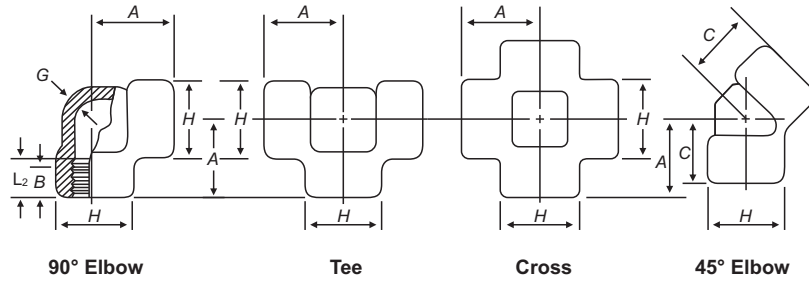 A A A C
G
H H H
A A C
L2 B
H H H H
90° Elbow Tee Cross 45° Elbow